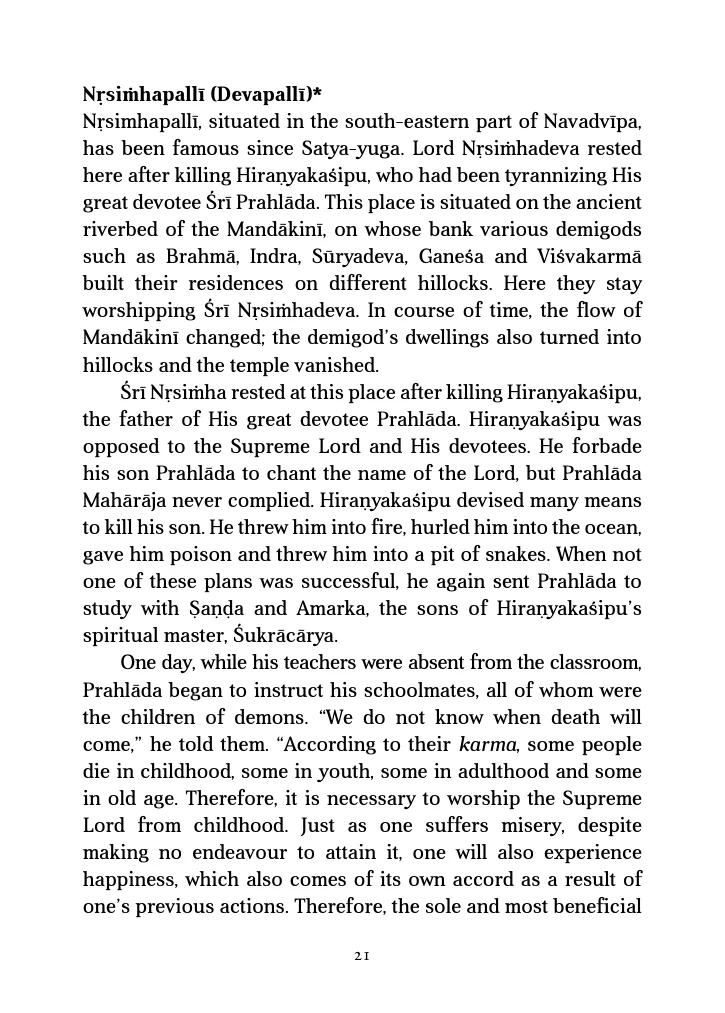 Nṛsiṁhapallī (Devapallī)*
Nṛsimhapallī, situated in the south-eastern part of Navadvīpa,
has been famous since Satya-yuga. Lord Nṛsiṁhadeva rested
here after killing Hiraṇyakaśipu, who had been tyrannizing His
great devotee Śrī Prahlāda. This place is situated on the ancient
riverbed of the Mandākinī, on whose bank various demigods
such as Brahmā, Indra, Sūryadeva, Ganeśa and Viśvakarmā
built their residences on different hillocks. Here they stay
worshipping Śrī Nṛsiṁhadeva. In course of time, the flow of
Mandākinī changed; the demigod’s dwellings also turned into
hillocks and the temple vanished.
Śrī Nṛsiṁha rested at this place after killing Hiraṇyakaśipu,
the father of His great devotee Prahlāda. Hiraṇyakaśipu was
opposed to the Supreme Lord and His devotees. He forbade
his son Prahlāda to chant the name of the Lord, but Prahlāda
Mahārāja never complied. Hiraṇyakaśipu devised many means
to kill his son. He threw him into fire, hurled him into the ocean,
gave him poison and threw him into a pit of snakes. When not
one of these plans was successful, he again sent Prahlāda to
study with Ṣaṇḍa and Amarka, the sons of Hiraṇyakaśipu’s
spiritual master, Śukrācārya.
One day, while his teachers were absent from the classroom,
Prahlāda began to instruct his schoolmates, all of whom were
the children of demons. “We do not know when death will
come,” he told them. “According to their karma, some people
die in childhood, some in youth, some in adulthood and some
in old age. Therefore, it is necessary to worship the Supreme
Lord from childhood. Just as one suffers misery, despite
making no endeavour to attain it, one will also experience
happiness, which also comes of its own accord as a result of
one’s previous actions. Therefore, the sole and most beneficial
21